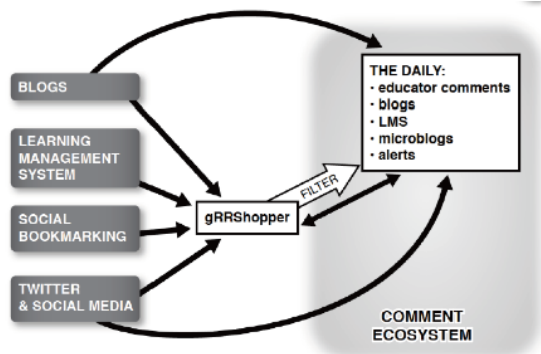 BLOGS
LEARNING
MANAGEMENT
SYSTEM
SOCIAL
BOOKMARKING
TWITTER
& SOCIAL MEDIA
gRRShopper
FILTER
THE DAILY:
· educator comments
· blogs
· LMS
· microblogs
· alerts
COMMENT
ECOSYSTEM